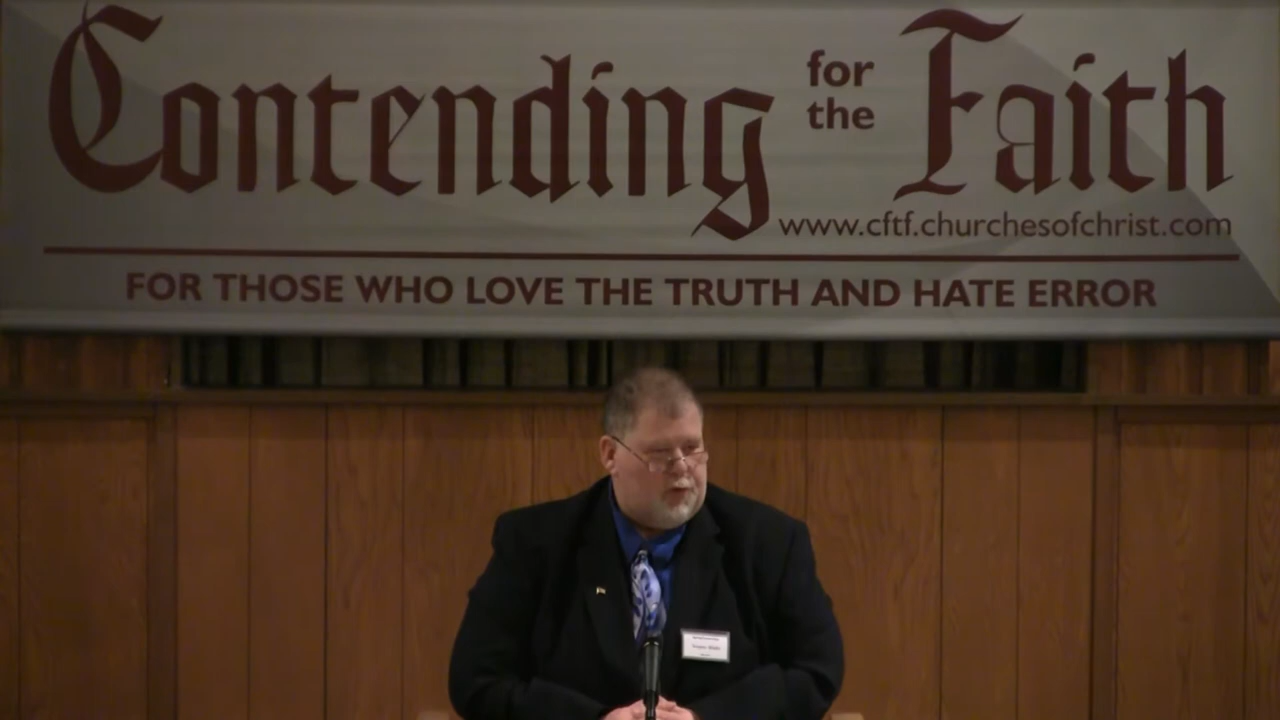 Contending for the Faith
www.cftf.churchesofchrist.com
FOR THOSE WHO LOVE THE TRUTH AND HATE ERROR